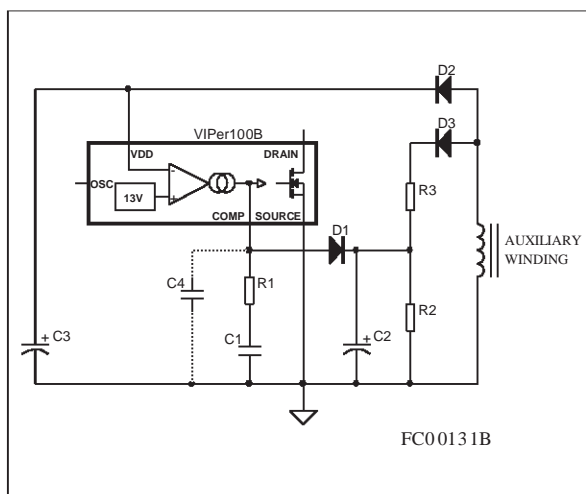 D2
D3
VIPer100B
VDD
DRAIN
OSC
-
13V
+
COMP
SOURCE
R3
D1
AUXILIARY
WINDING
C4
R1
R2
+
C3
C1
+
C2
FC00131B